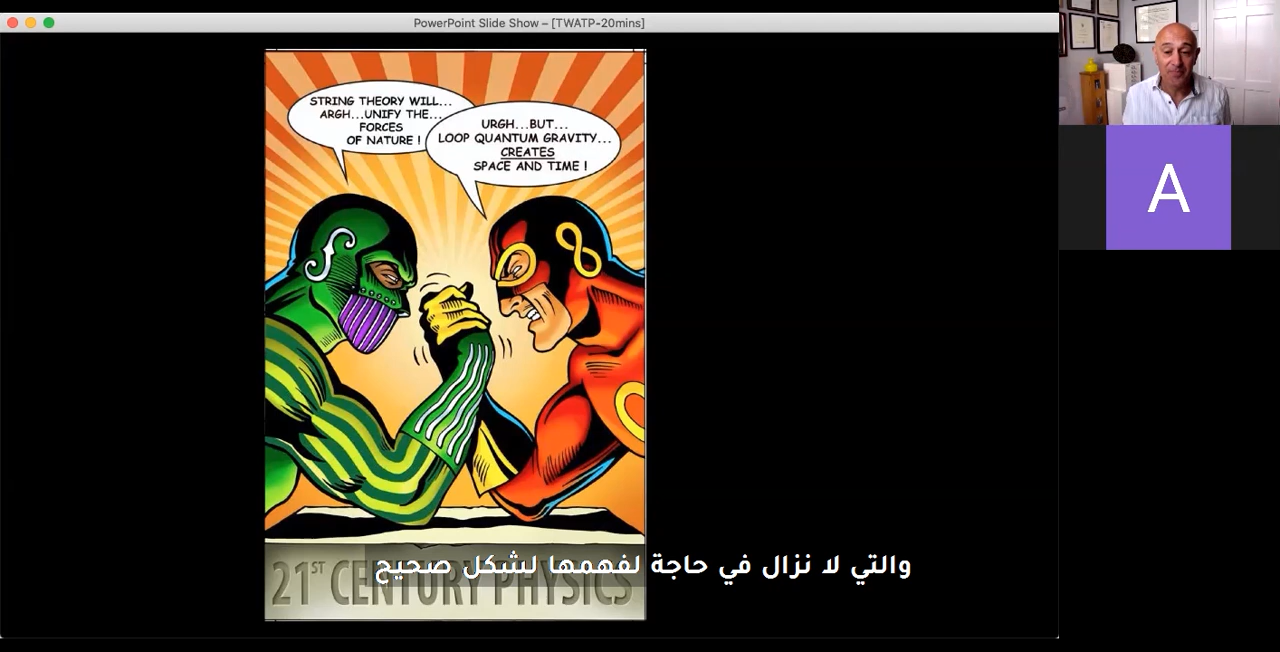 PowerPoint Slide Show – [TWATP-20mins]
STRING THEORY WILL...
ARGH...UNIFY THE...
FORCES
OF NATURE !
URGH...BUT...
LOOP QUANTUM GRAVITY...
CREATES
SPACE AND TIME !
A
والتي لا نزال في حاجة لفهمها لشكل صحيح
21ST CENTURY PHYSICS